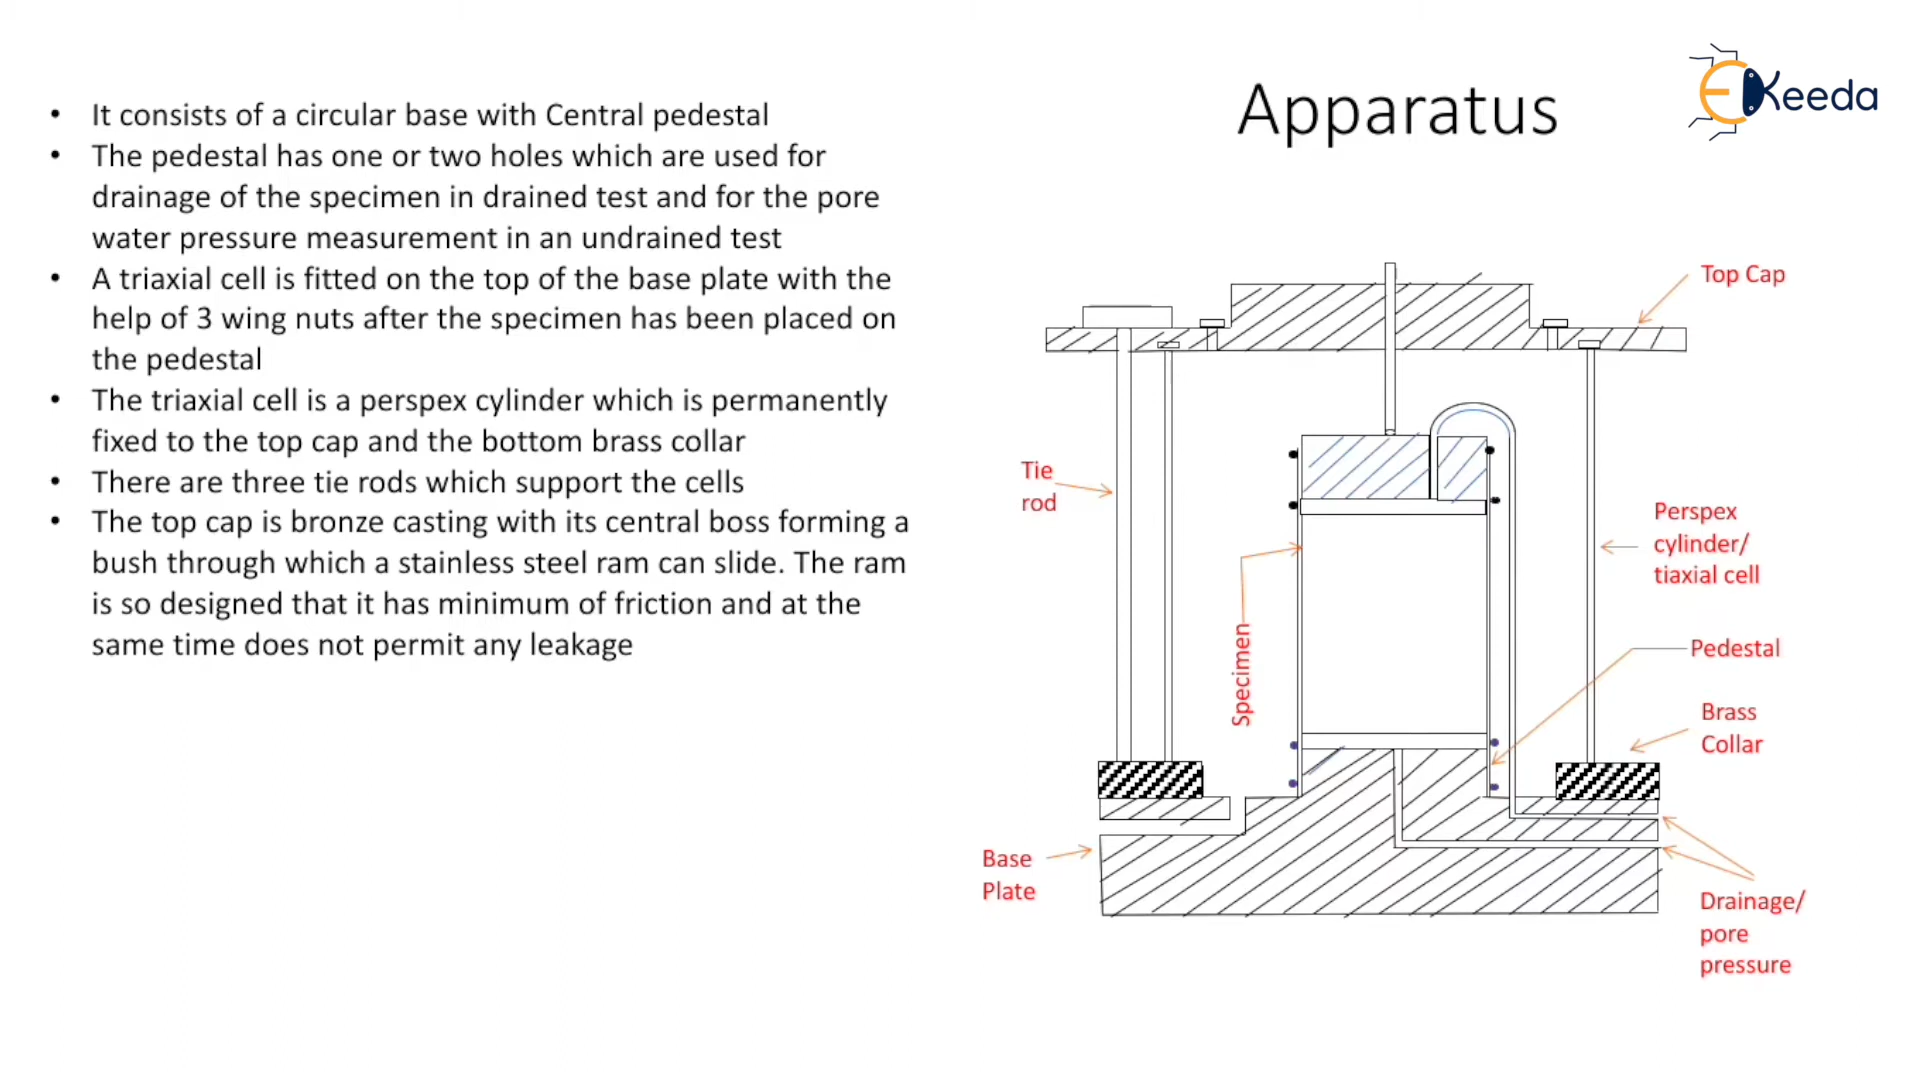 Apparatus
EKeeda
• It consists of a circular base with Central pedestal
• The pedestal has one or two holes which are used for
drainage of the specimen in drained test and for the pore
water pressure measurement in an undrained test
• A triaxial cell is fitted on the top of the base plate with the
help of 3 wing nuts after the specimen has been placed on
the pedestal
• The triaxial cell is a perspex cylinder which is permanently
fixed to the top cap and the bottom brass collar
• There are three tie rods which support the cells
• The top cap is bronze casting with its central boss forming a
bush through which a stainless steel ram can slide. The ram
is so designed that it has minimum of friction and at the
same time does not permit any leakage
Top Cap
Tie
rod
Perspex
cylinder/
tiaxial cell
Specimen
Pedestal
Brass
Collar
Base
Plate
Drainage/
pore
pressure